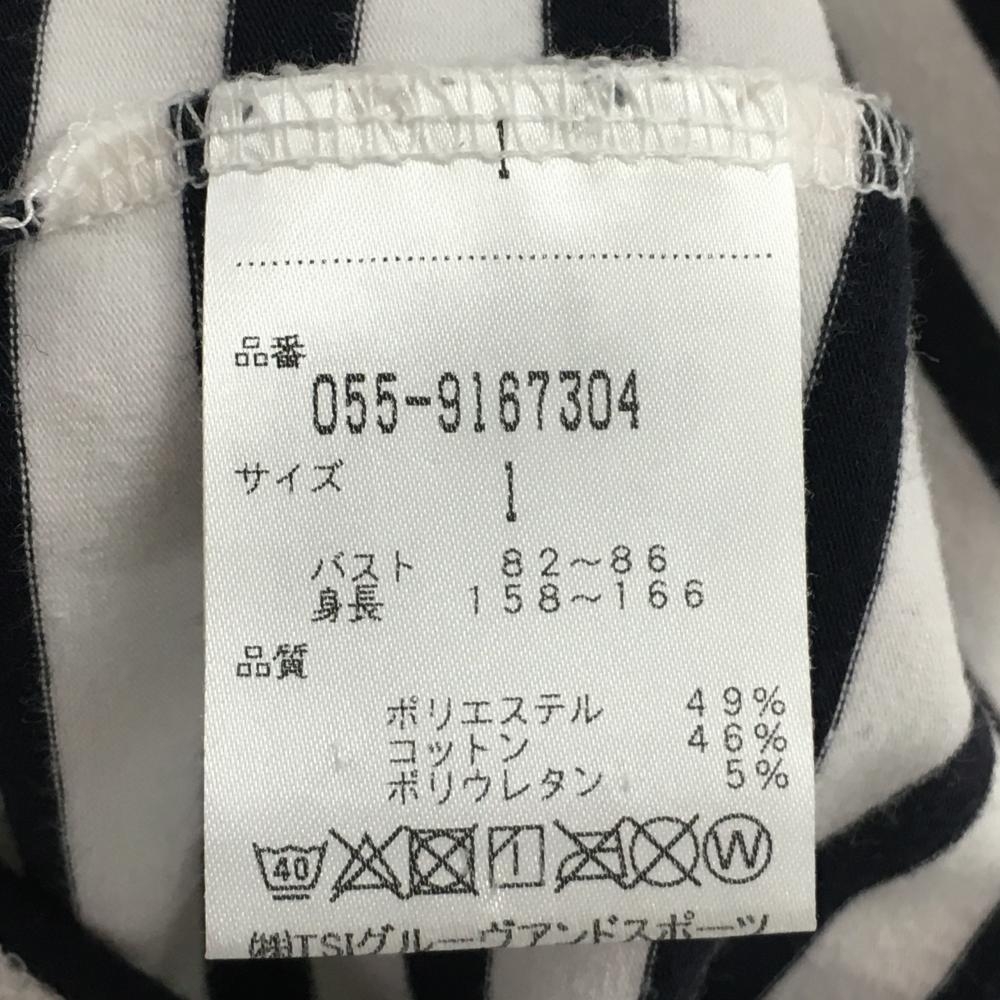 1
品番
055-9167304
サイズ 1
バスト 82～86
身長 158～166
品質
ポリエステル 49%
コットン 46%
ポリウレタン 5%
40 W
㈱TSIグルーヴアンドスポーツ